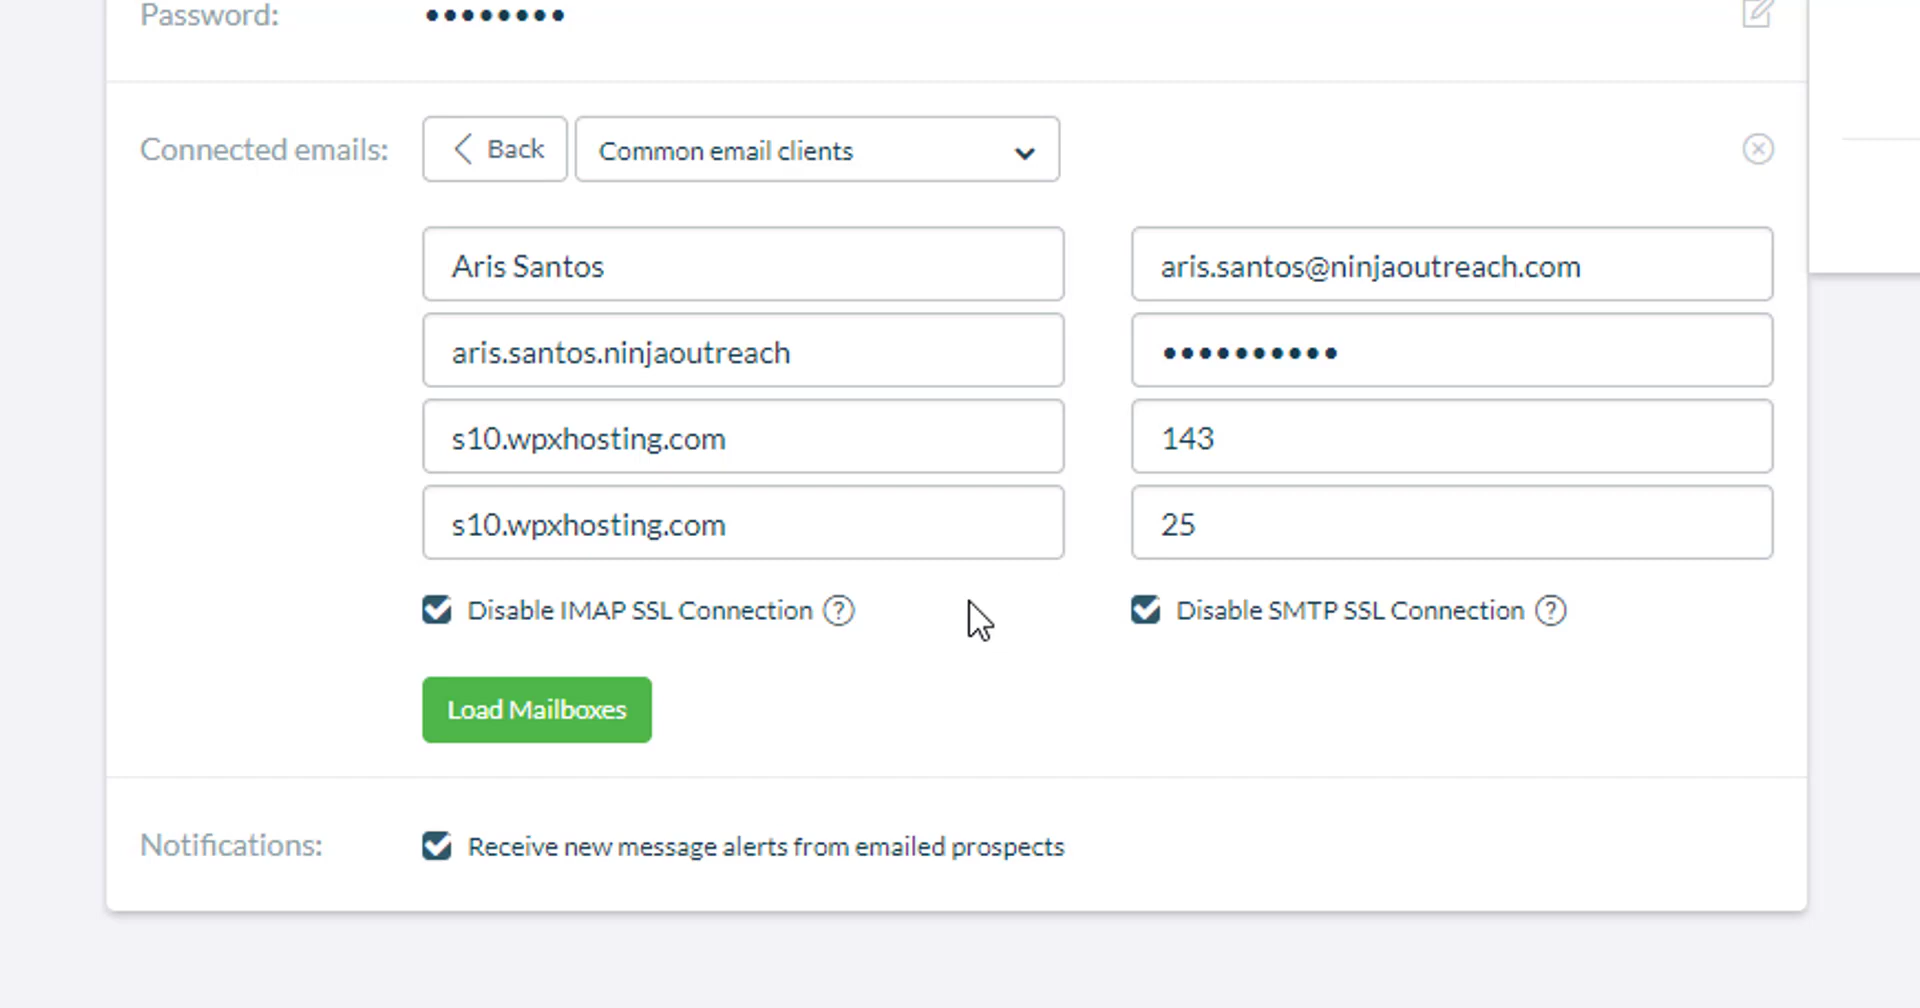 Password: ••••••••
Connected emails: Back Common email clients
Aris Santos aris.santos@ninjaoutreach.com
aris.santos.ninjaoutreach ••••••••••
s10.wpxhosting.com 143
s10.wpxhosting.com 25
Disable IMAP SSL Connection ? Disable SMTP SSL Connection ?
Load Mailboxes
Notifications: Receive new message alerts from emailed prospects